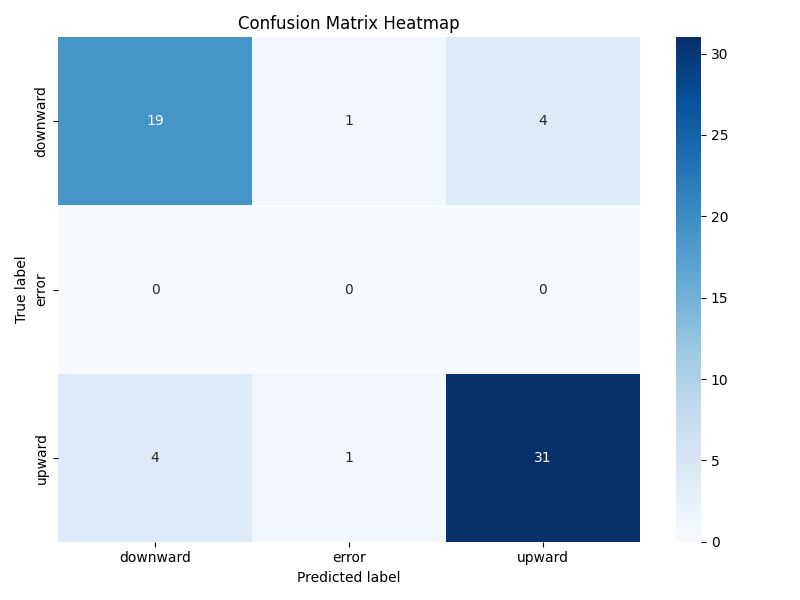 Confusion Matrix Heatmap
True label
downward
19 1 4
error
0 0 0
upward
4 1 31
downward error upward
Predicted label
30
25
20
15
10
5
0